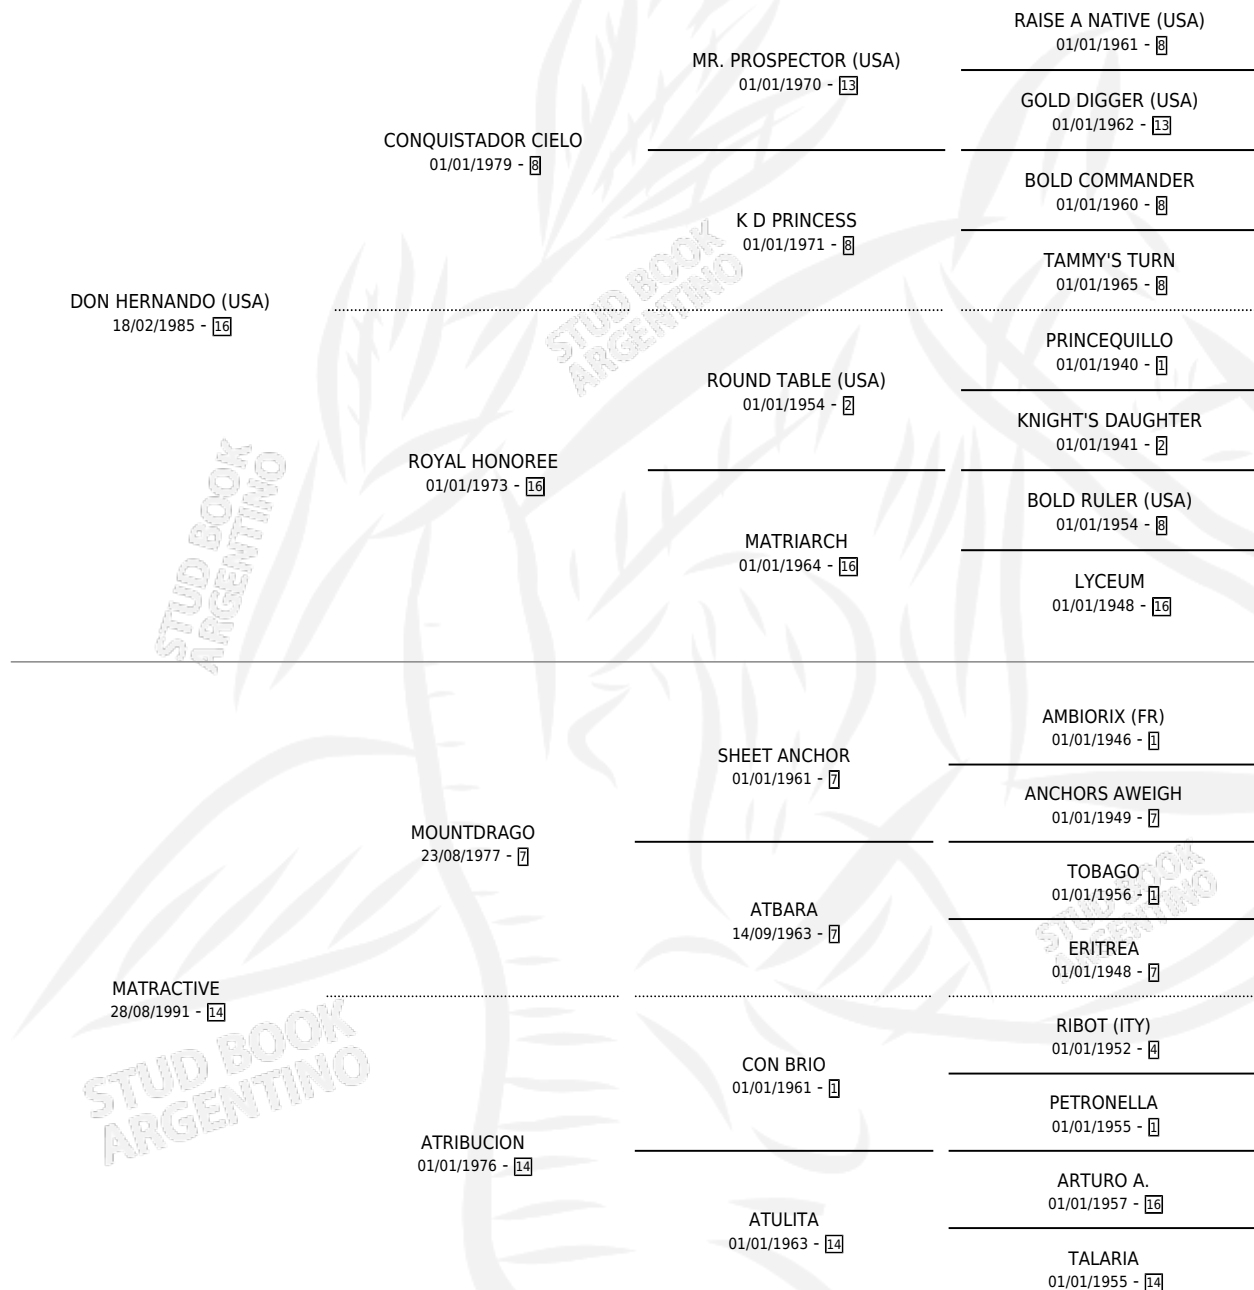 RAISE A NATIVE (USA)
01/01/1961 - 8
MR. PROSPECTOR (USA)
01/01/1970 - 13
GOLD DIGGER (USA)
01/01/1962 - 13
CONQUISTADOR CIELO
01/01/1979 - 8
BOLD COMMANDER
01/01/1960 - 8
K D PRINCESS
01/01/1971 - 8
TAMMY'S TURN
01/01/1965 - 8
DON HERNANDO (USA)
18/02/1985 - 16
STUD BOOK
ARGENTINO
PRINCEQUILLO
01/01/1940 - 1
ROUND TABLE (USA)
01/01/1954 - 2
KNIGHT'S DAUGHTER
01/01/1941 - 2
ROYAL HONOREE
01/01/1973 - 16
BOLD RULER (USA)
01/01/1954 - 8
MATRIARCH
01/01/1964 - 16
LYCEUM
01/01/1948 - 16
STUD BOOK
ARGENTINO
AMBIORIX (FR)
01/01/1946 - 1
SHEET ANCHOR
01/01/1961 - 7
ANCHORS AWEIGH
01/01/1949 - 7
MOUNTDRAGO
23/08/1977 - 7
TOBAGO
01/01/1956 - 1
ATBARA
14/09/1963 - 7
ERITREA
01/01/1948 - 7
STUD BOOK
ARGENTINO
MATRACTIVE
28/08/1991 - 14
RIBOT (ITY)
01/01/1952 - 4
CON BRIO
01/01/1961 - 1
PETRONELLA
01/01/1955 - 1
STUD BOOK
ARGENTINO
ATRIBUCION
01/01/1976 - 14
ARTURO A.
01/01/1957 - 16
ATULITA
01/01/1963 - 14
TALARIA
01/01/1955 - 14